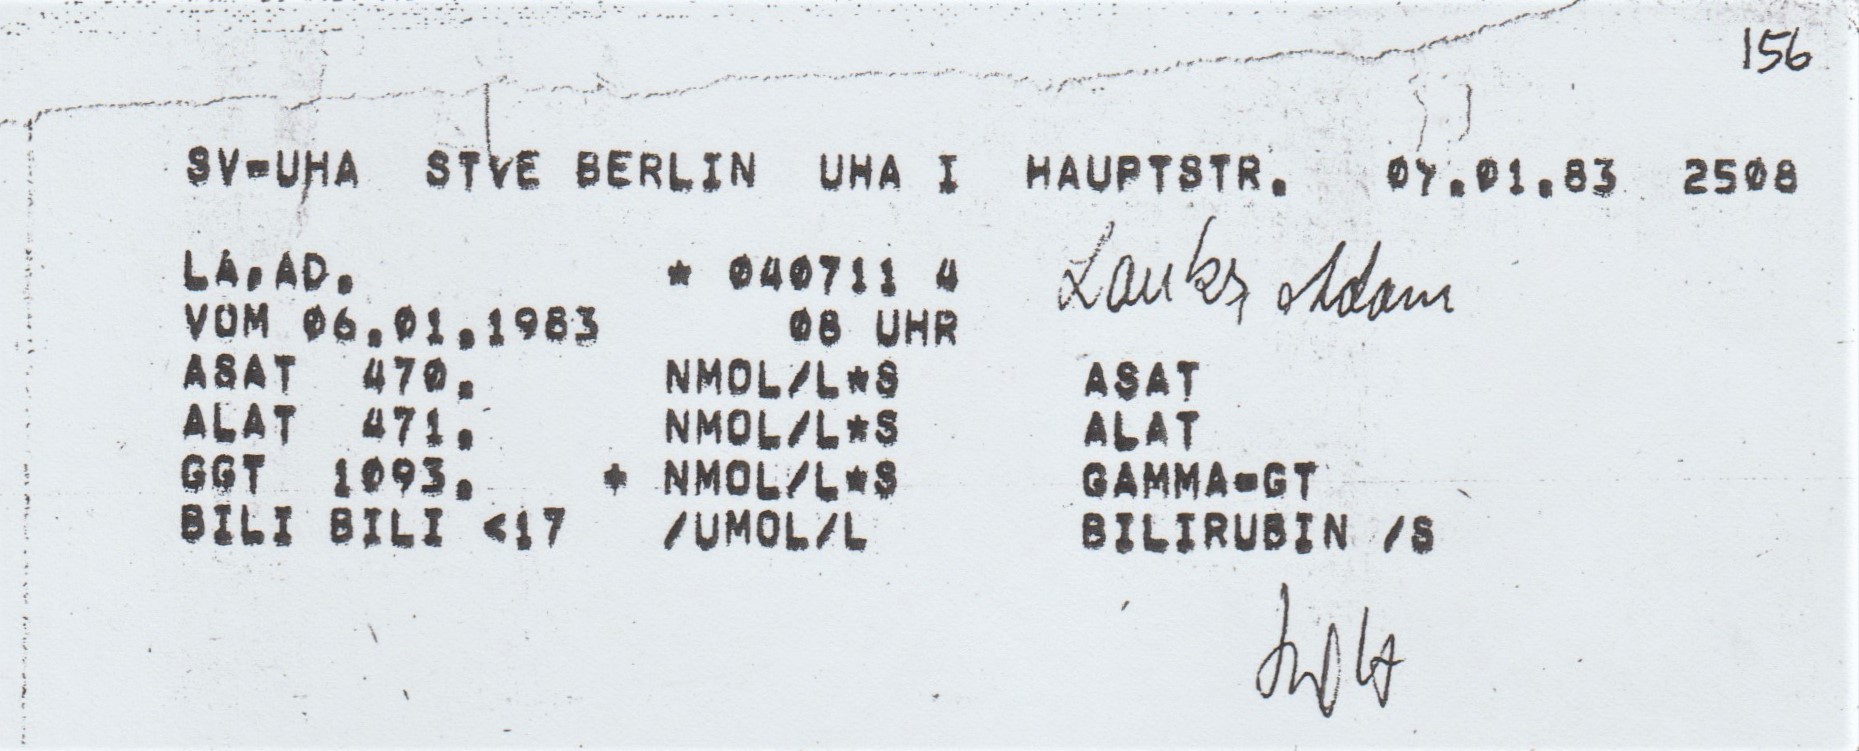 156
SV=UHA STVE BERLIN UHA I HAUPTSTR. 07.01.83 2508
LA.AD. * 040711 4 Lauks, Adam
VOM 06.01.1983 08 UHR
ASAT 470. NMOL/L*S ASAT
ALAT 471. NMOL/L*S ALAT
GGT 1093. + NMOL/L*S GAMMA=GT
BILI BILI <17 /UMOL/L BILIRUBIN /S